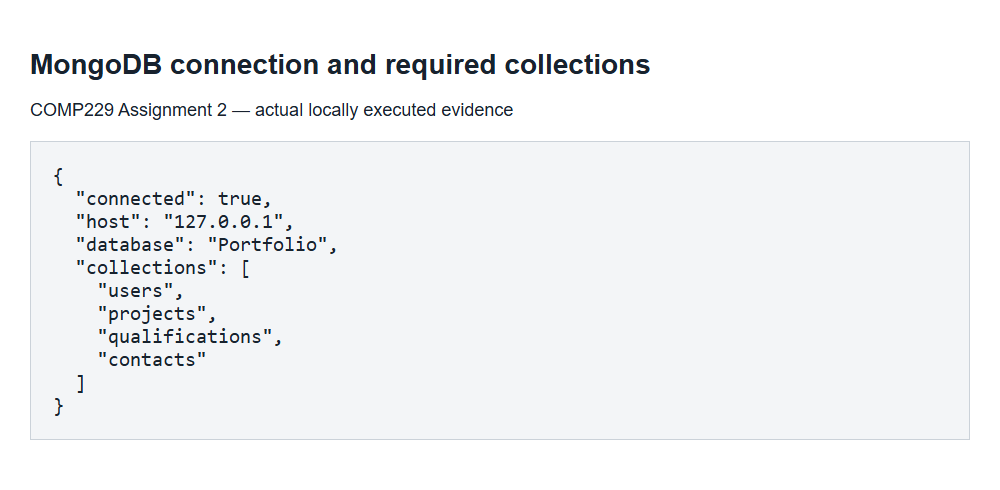 MongoDB connection and required collections
COMP229 Assignment 2 — actual locally executed evidence
{
  "connected": true,
  "host": "127.0.0.1",
  "database": "Portfolio",
  "collections": [
    "users",
    "projects",
    "qualifications",
    "contacts"
  ]
}